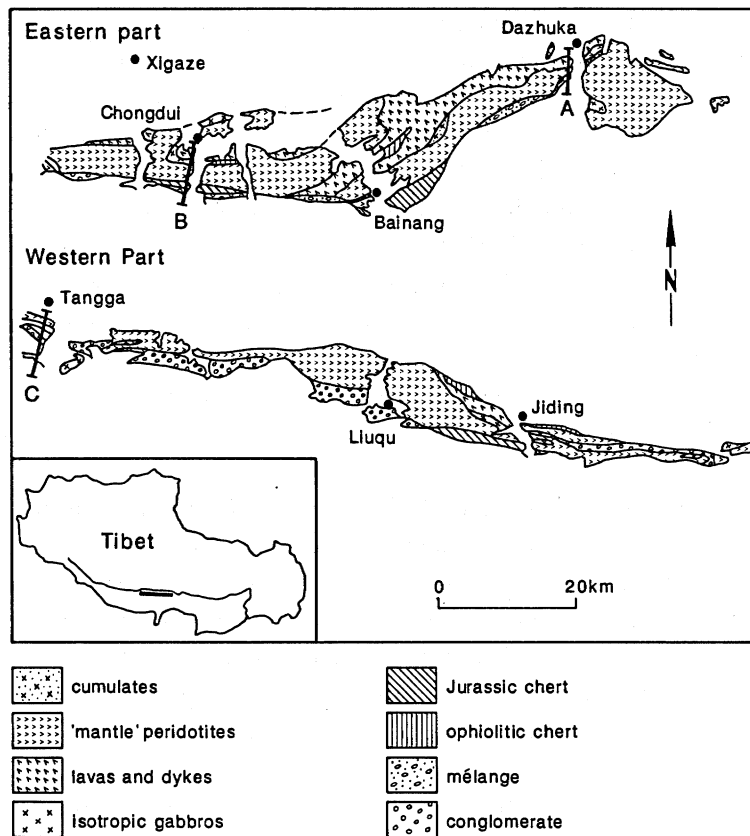 Eastern part
Dazhuka
Xigaze
Chongdui
A
B
Bainang
Western Part
Tangga
N
C
Jiding
Liuqu
Tibet
0 20km
cumulates
'mantle' peridotites
lavas and dykes
isotropic gabbros
Jurassic chert
ophiolitic chert
mélange
conglomerate